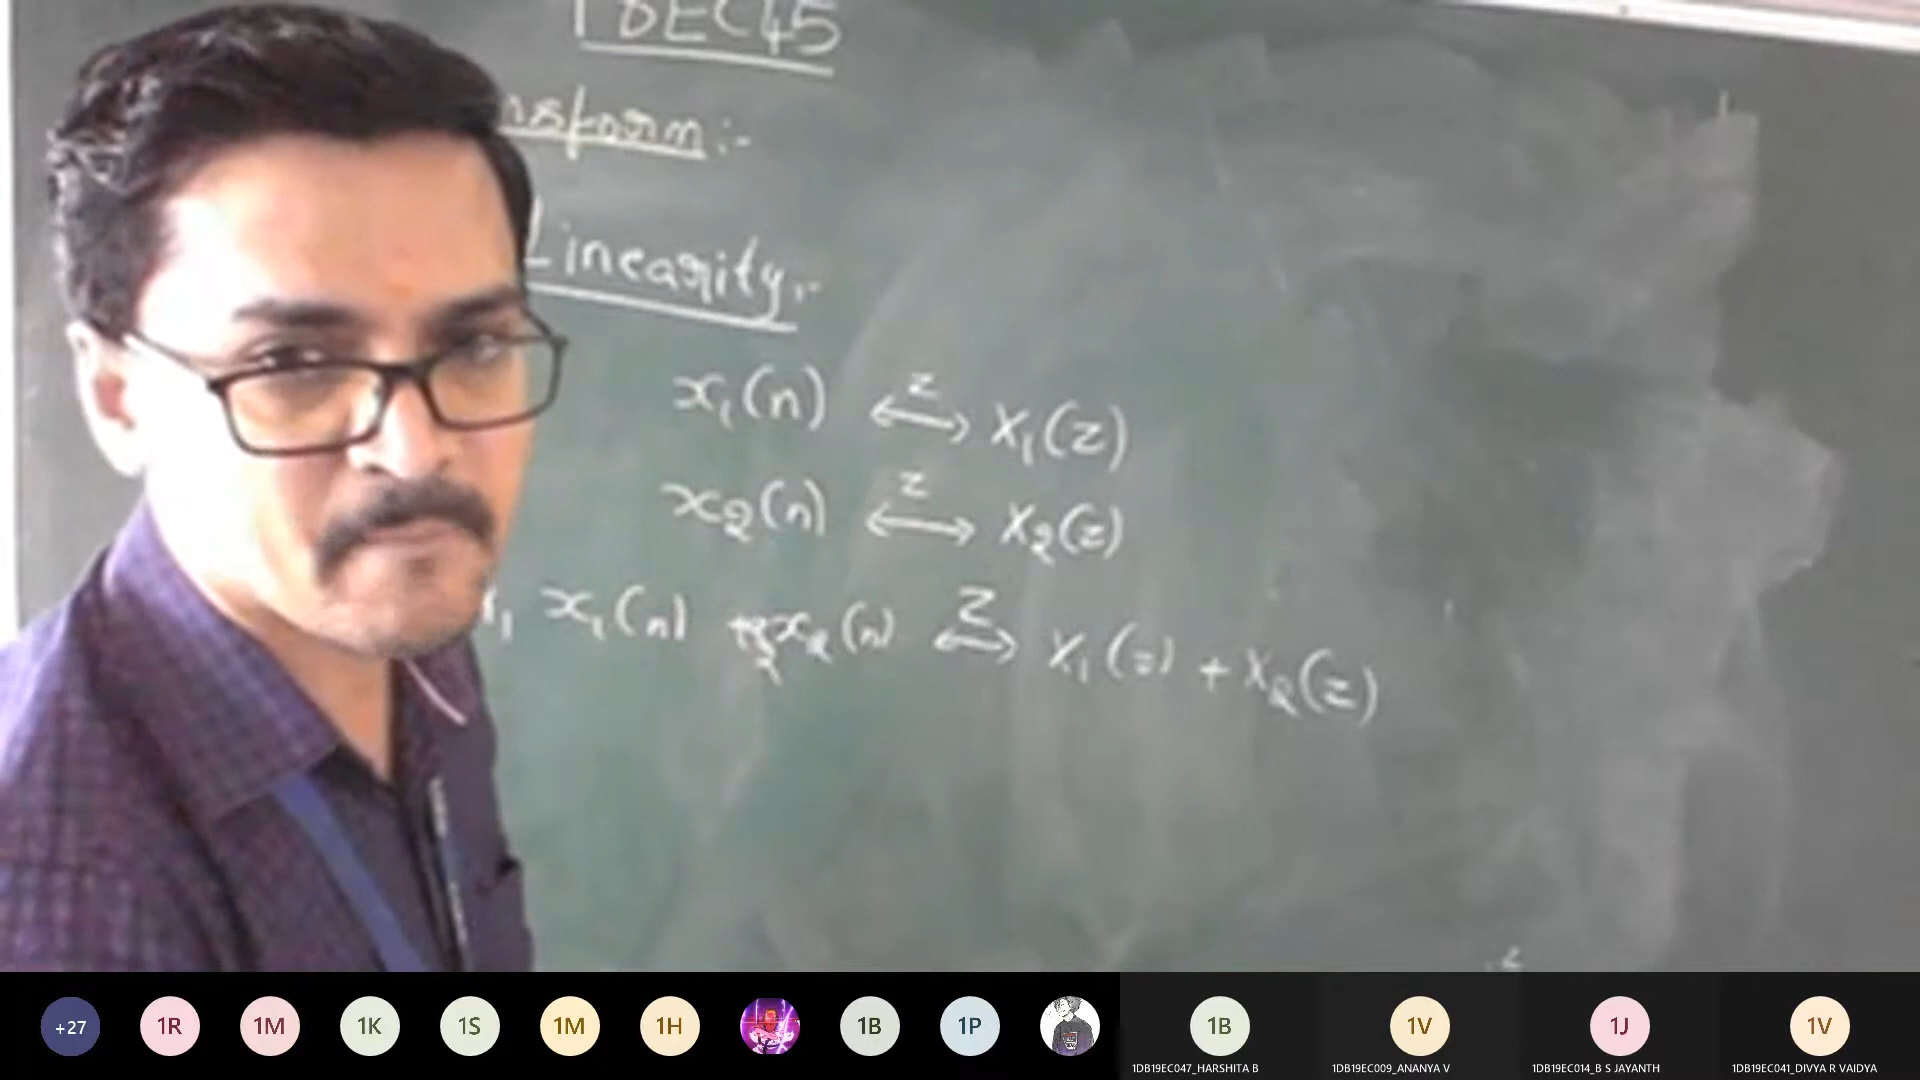 18EC45
nsform:-
Linearity:-
x₁(n) ⟷ᶻ X₁(z)
x₂(n) ⟷ᶻ X₂(z)
x₁(n) + x₂(n) ⟷ᶻ X₁(z) + X₂(z)
+27 1R 1M 1K 1S 1M 1H 1B 1P 1B 1V 1J 1V
1DB19EC047_HARSHITA B 1DB19EC009_ANANYA V 1DB19EC014_B S JAYANTH 1DB19EC041_DIVYA R VAIDYA